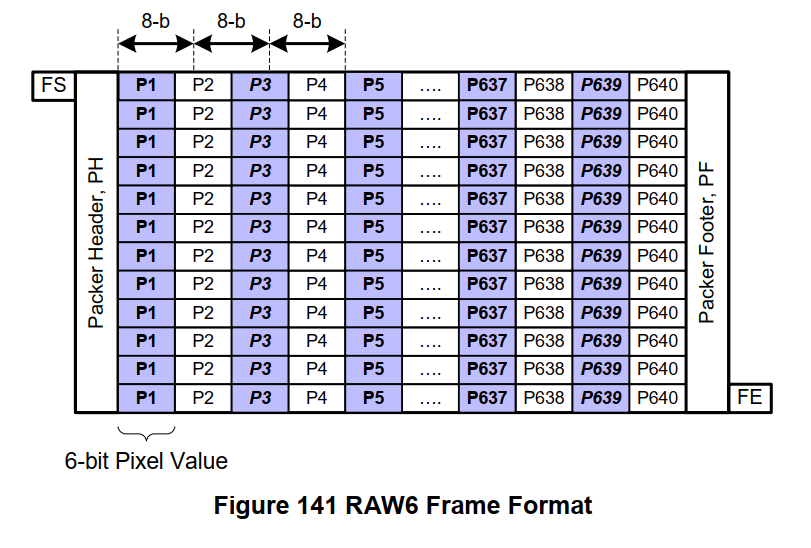 8-b 8-b 8-b
FS P1 P2 P3 P4 P5 .... P637 P638 P639 P640
P1 P2 P3 P4 P5 .... P637 P638 P639 P640
P1 P2 P3 P4 P5 .... P637 P638 P639 P640
P1 P2 P3 P4 P5 .... P637 P638 P639 P640
P1 P2 P3 P4 P5 .... P637 P638 P639 P640
P1 P2 P3 P4 P5 .... P637 P638 P639 P640
P1 P2 P3 P4 P5 .... P637 P638 P639 P640
P1 P2 P3 P4 P5 .... P637 P638 P639 P640
P1 P2 P3 P4 P5 .... P637 P638 P639 P640
P1 P2 P3 P4 P5 .... P637 P638 P639 P640
P1 P2 P3 P4 P5 .... P637 P638 P639 P640
P1 P2 P3 P4 P5 .... P637 P638 P639 P640 FE
Packer Header, PH
Packer Footer, PF
6-bit Pixel Value
Figure 141 RAW6 Frame Format